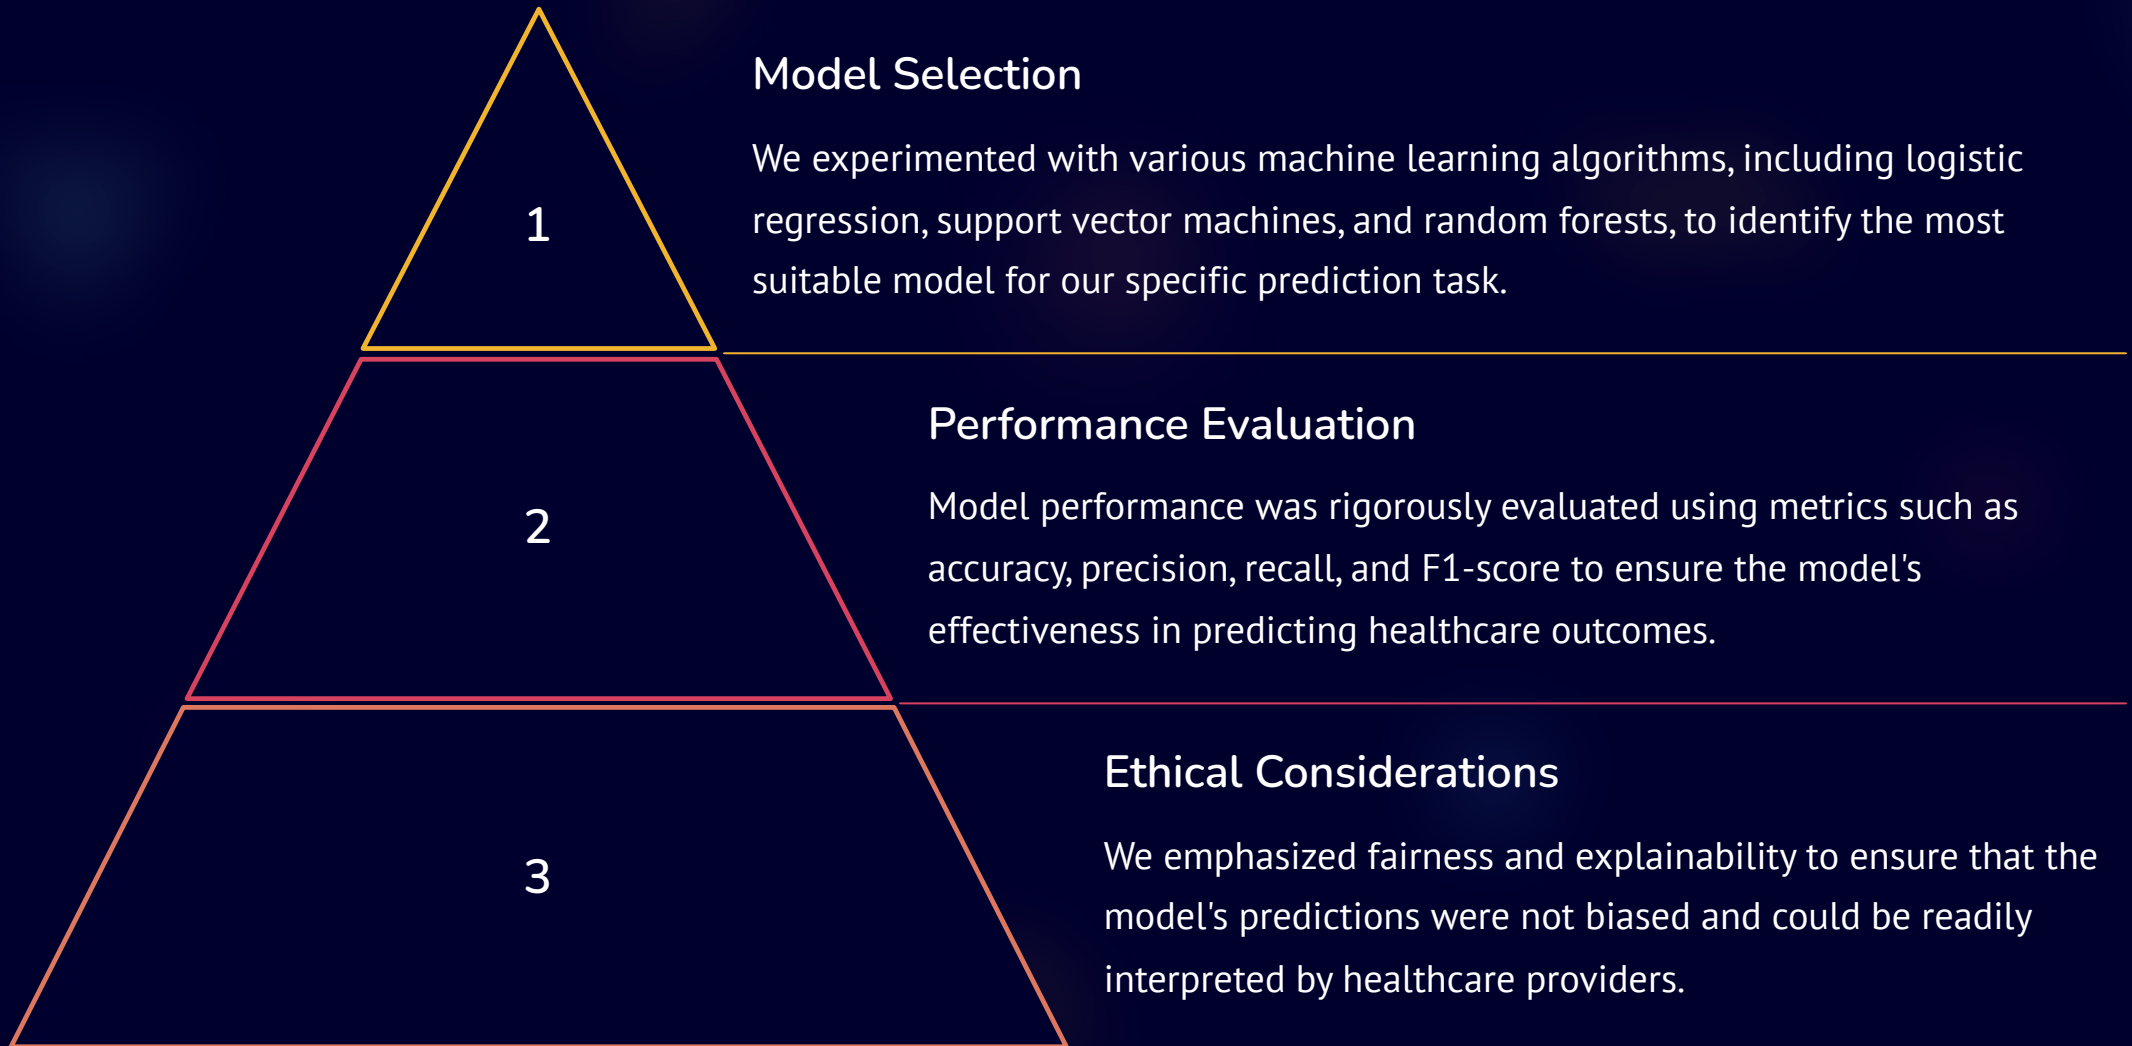 Model Selection
We experimented with various machine learning algorithms, including logistic
regression, support vector machines, and random forests, to identify the most
suitable model for our specific prediction task.
1
Performance Evaluation
Model performance was rigorously evaluated using metrics such as
accuracy, precision, recall, and F1-score to ensure the model's
effectiveness in predicting healthcare outcomes.
2
Ethical Considerations
We emphasized fairness and explainability to ensure that the
model's predictions were not biased and could be readily
interpreted by healthcare providers.
3